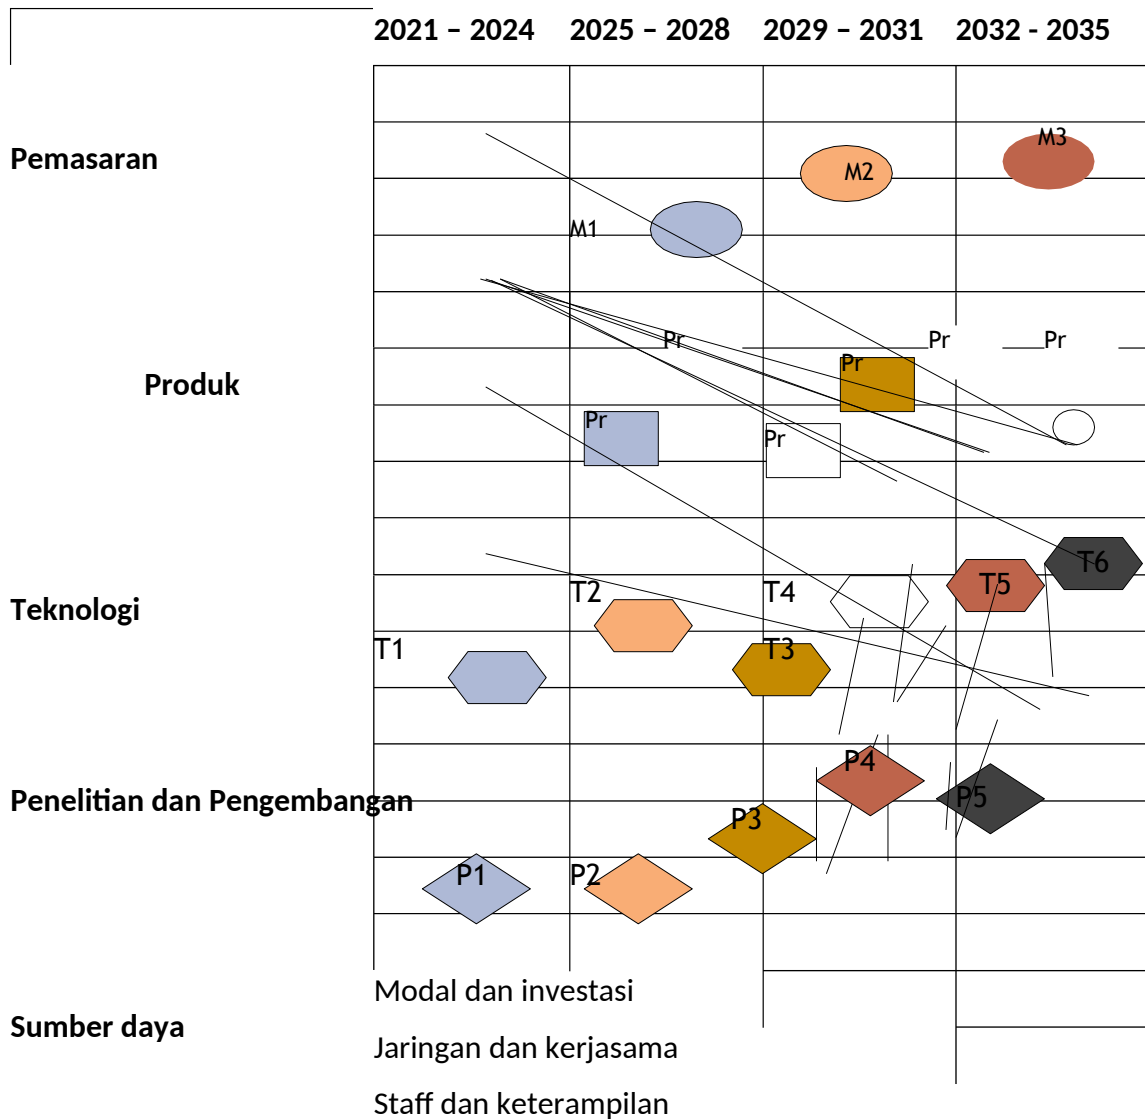 2021 – 2024 2025 – 2028 2029 – 2031 2032 - 2035
M3
Pemasaran
M2
M1
Pr Pr Pr
Pr
Produk
Pr
Pr
T6
T5
T2 T4
Teknologi
T1 T3
P4
Penelitian dan Pengembangan P5
P3
P1 P2
Modal dan investasi
Sumber daya
Jaringan dan kerjasama
Staff dan keterampilan